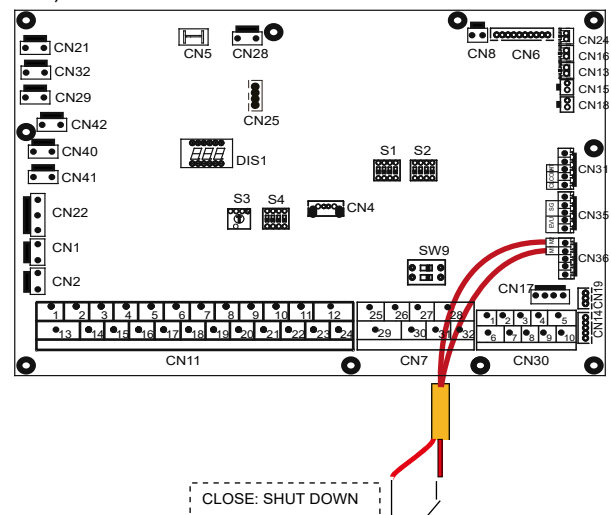 CN21
CN5
CN28
CN8
CN6
CN24
CN16
CN13
CN15
CN18
CN32
CN29
CN42
CN25
CN40
CN41
DIS1
S1
S2
CN31
CN22
S3
S4
CN4
SG
EVU
CN35
M1 M2
CN36
CN1
SW9
CN2
CN17
CN19
CN14
1 2 3 4 5 6 7 8 9 10 11 12
13 14 15 16 17 18 19 20 21 22 23 24
25 26 27 28
29 30 31 32
1 2 3 4 5
6 7 8 9 10
CN11
CN7
CN30
CLOSE: SHUT DOWN